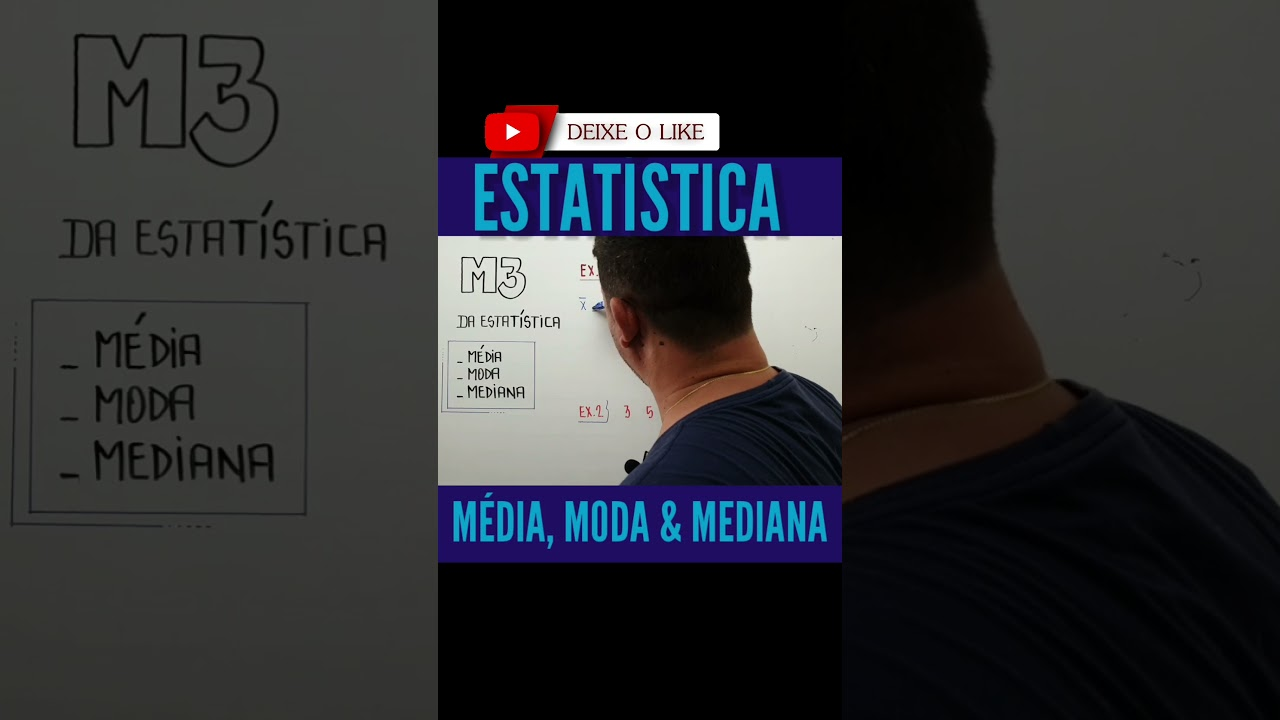 M3
DA ESTATÍSTICA
- MÉDIA
- MODA
- MEDIANA
DEIXE O LIKE
ESTATISTICA
M3
DA ESTATÍSTICA
- MÉDIA
- MODA
- MEDIANA
EX.
x̄
EX.2} 3 5
MÉDIA, MODA & MEDIANA